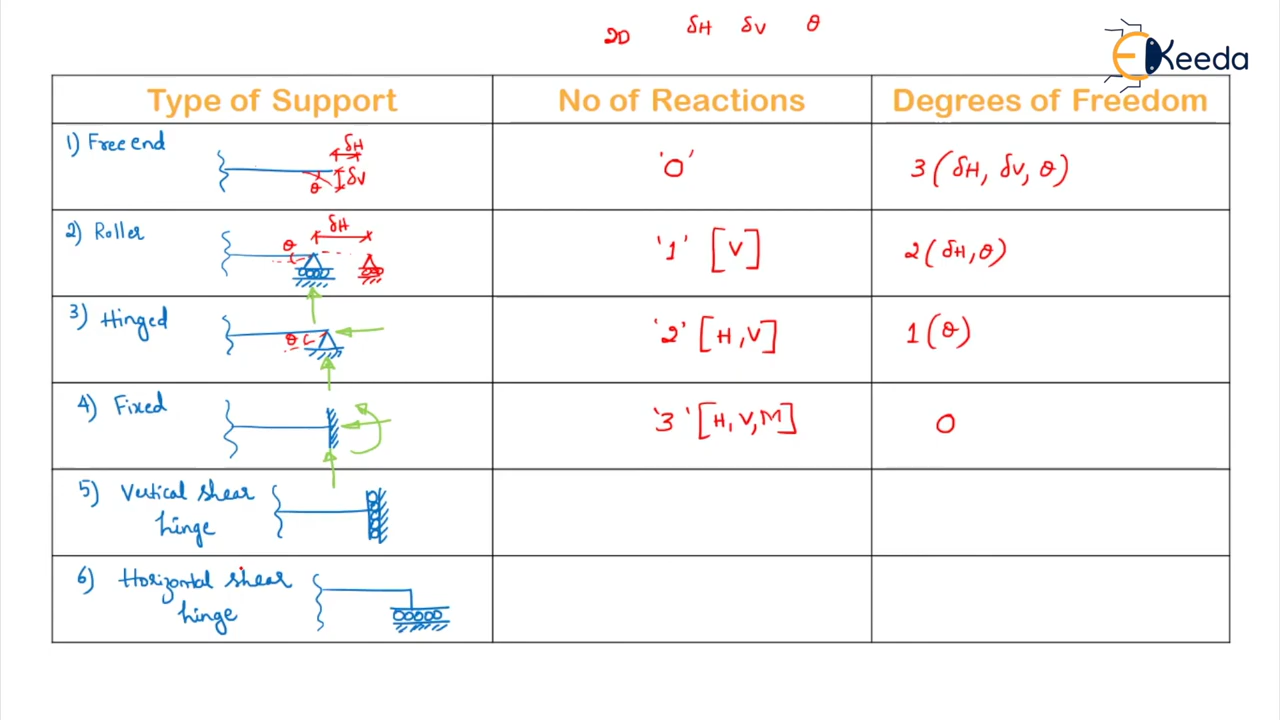 2D δH δV θ
EKeeda
Type of Support No of Reactions Degrees of Freedom
1) Free end δH δV θ '0' 3 (δH, δV, θ)
2) Roller θ δH '1' [V] 2 (δH, θ)
3) Hinged θ '2' [H, V] 1 (θ)
4) Fixed '3' [H, V, M] 0
5) Vertical shear
hinge
6) Horizontal shear
hinge